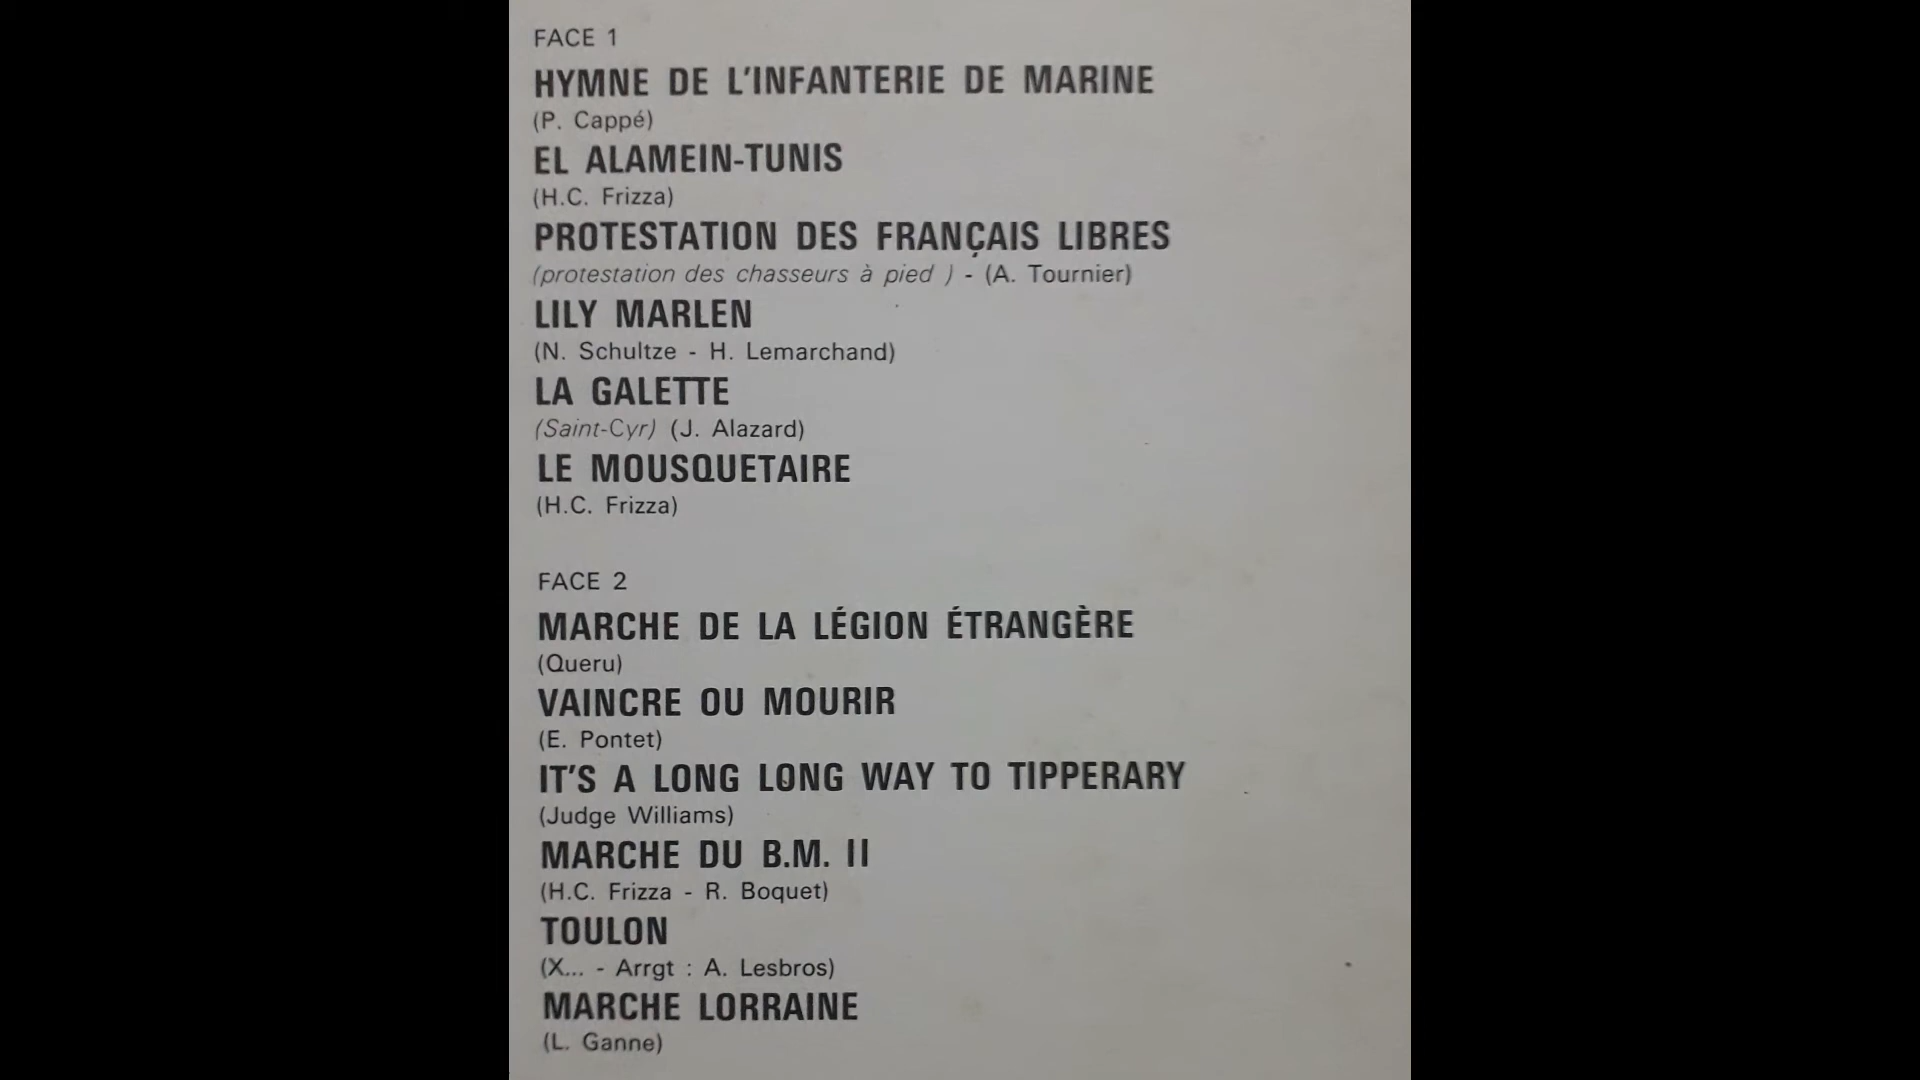 FACE 1
HYMNE DE L'INFANTERIE DE MARINE
(P. Cappé)
EL ALAMEIN-TUNIS
(H.C. Frizza)
PROTESTATION DES FRANÇAIS LIBRES
(protestation des chasseurs à pied ) - (A. Tournier)
LILY MARLEN
(N. Schultze - H. Lemarchand)
LA GALETTE
(Saint-Cyr) (J. Alazard)
LE MOUSQUETAIRE
(H.C. Frizza)
FACE 2
MARCHE DE LA LÉGION ÉTRANGÈRE
(Queru)
VAINCRE OU MOURIR
(E. Pontet)
IT'S A LONG LONG WAY TO TIPPERARY
(Judge Williams)
MARCHE DU B.M. II
(H.C. Frizza - R. Boquet)
TOULON
(X... - Arrgt : A. Lesbros)
MARCHE LORRAINE
(L. Ganne)